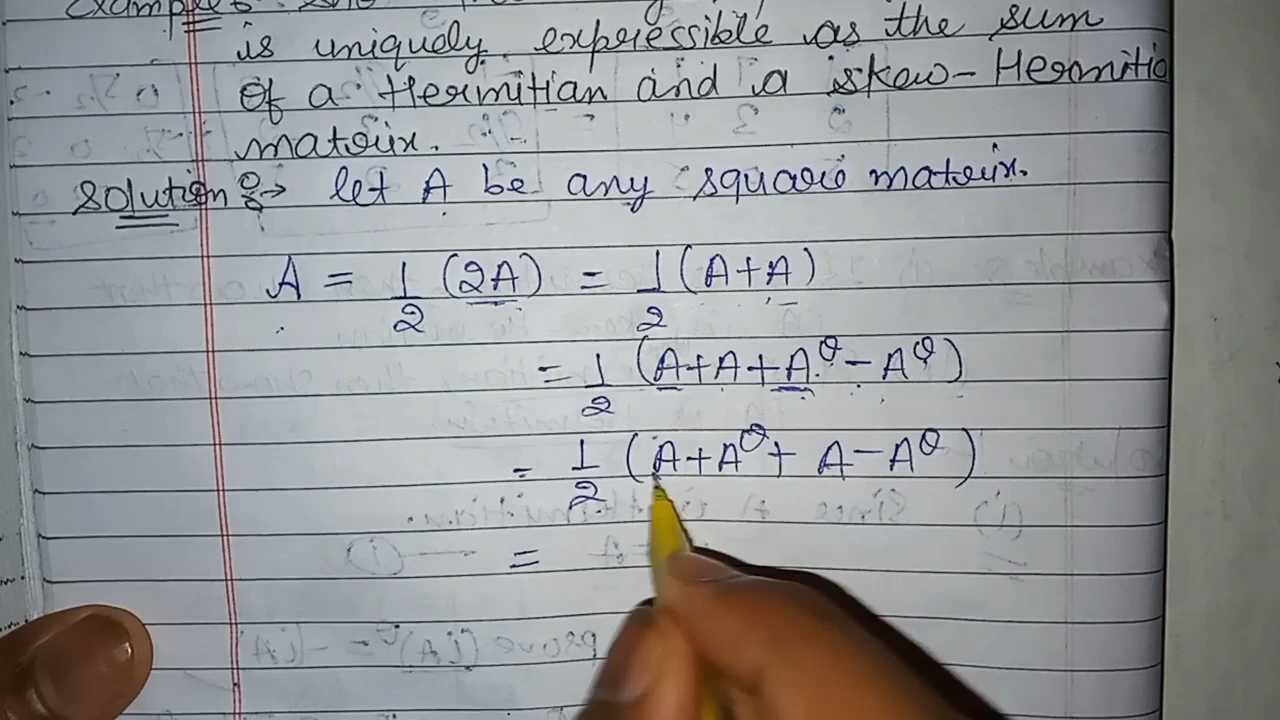 is uniquely expressible as the sum
of a Hermitian and a skew-Hermitio
matrix.
Solution :→ let A be any square matrix.
A = 1/2 (2A) = 1/2 (A+A)
= 1/2 (A+A+A^θ - A^θ)
= 1/2 (A+A^θ + A - A^θ)
=